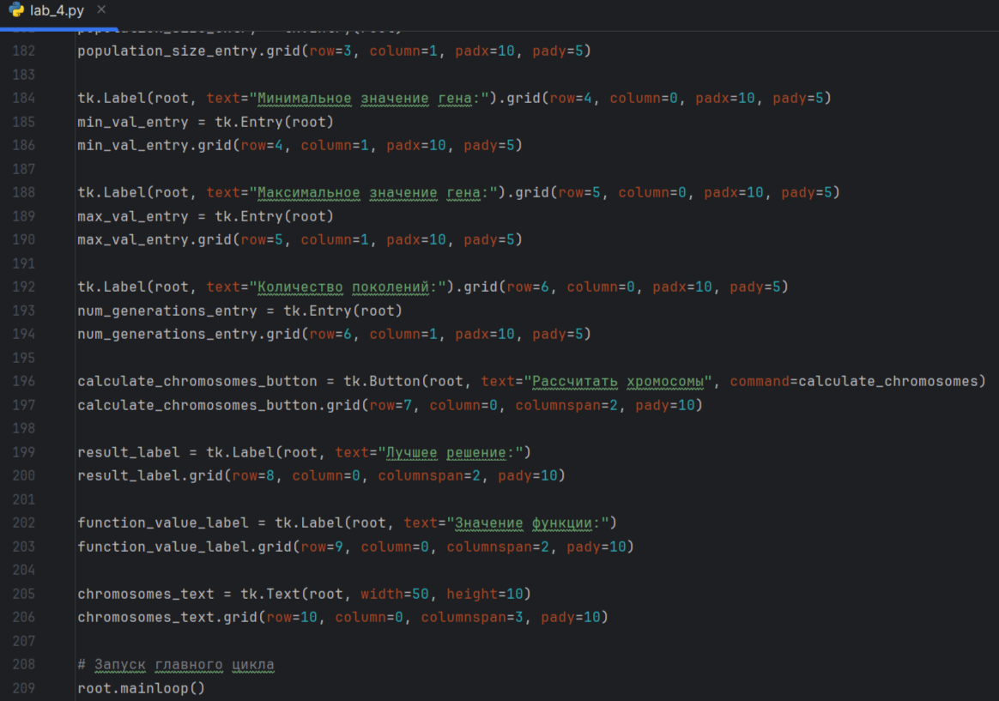 lab_4.py
182 population_size_entry.grid(row=3, column=1, padx=10, pady=5)
183
184 tk.Label(root, text="Минимальное значение гена:").grid(row=4, column=0, padx=10, pady=5)
185 min_val_entry = tk.Entry(root)
186 min_val_entry.grid(row=4, column=1, padx=10, pady=5)
187
188 tk.Label(root, text="Максимальное значение гена:").grid(row=5, column=0, padx=10, pady=5)
189 max_val_entry = tk.Entry(root)
190 max_val_entry.grid(row=5, column=1, padx=10, pady=5)
191
192 tk.Label(root, text="Количество поколений:").grid(row=6, column=0, padx=10, pady=5)
193 num_generations_entry = tk.Entry(root)
194 num_generations_entry.grid(row=6, column=1, padx=10, pady=5)
195
196 calculate_chromosomes_button = tk.Button(root, text="Рассчитать хромосомы", command=calculate_chromosomes)
197 calculate_chromosomes_button.grid(row=7, column=0, columnspan=2, pady=10)
198
199 result_label = tk.Label(root, text="Лучшее решение:")
200 result_label.grid(row=8, column=0, columnspan=2, pady=10)
201
202 function_value_label = tk.Label(root, text="Значение функции:")
203 function_value_label.grid(row=9, column=0, columnspan=2, pady=10)
204
205 chromosomes_text = tk.Text(root, width=50, height=10)
206 chromosomes_text.grid(row=10, column=0, columnspan=3, pady=10)
207
208 # Запуск главного цикла
209 root.mainloop()